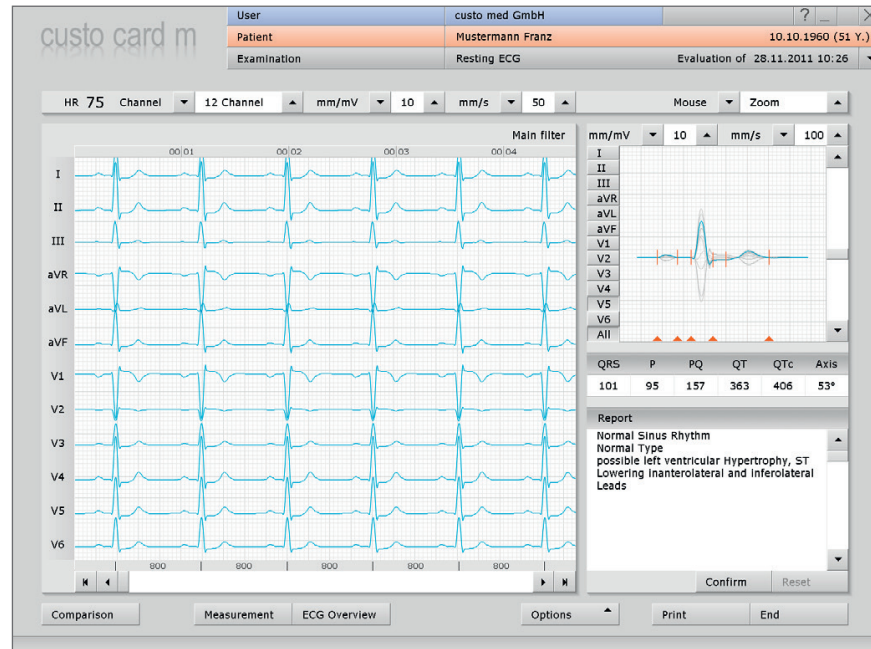 custo card m
User custo med GmbH ? _ X
Patient Mustermann Franz 10.10.1960 (51 Y.)
Examination Resting ECG Evaluation of 28.11.2011 10:26
HR 75 Channel 12 Channel mm/mV 10 mm/s 50 Mouse Zoom
Main filter
00|01 00|02 00|03 00|04
I
II
III
aVR
aVL
aVF
V1
V2
V3
V4
V5
V6
800 800 800 800 800
mm/mV 10 mm/s 100
I
II
III
aVR
aVL
aVF
V1
V2
V3
V4
V5
V6
All
QRS P PQ QT QTc Axis
101 95 157 363 406 53°
Report
Normal Sinus Rhythm
Normal Type
possible left ventricular Hypertrophy, ST
Lowering inanterolateral and inferolateral
Leads
Confirm Reset
Comparison Measurement ECG Overview Options Print End